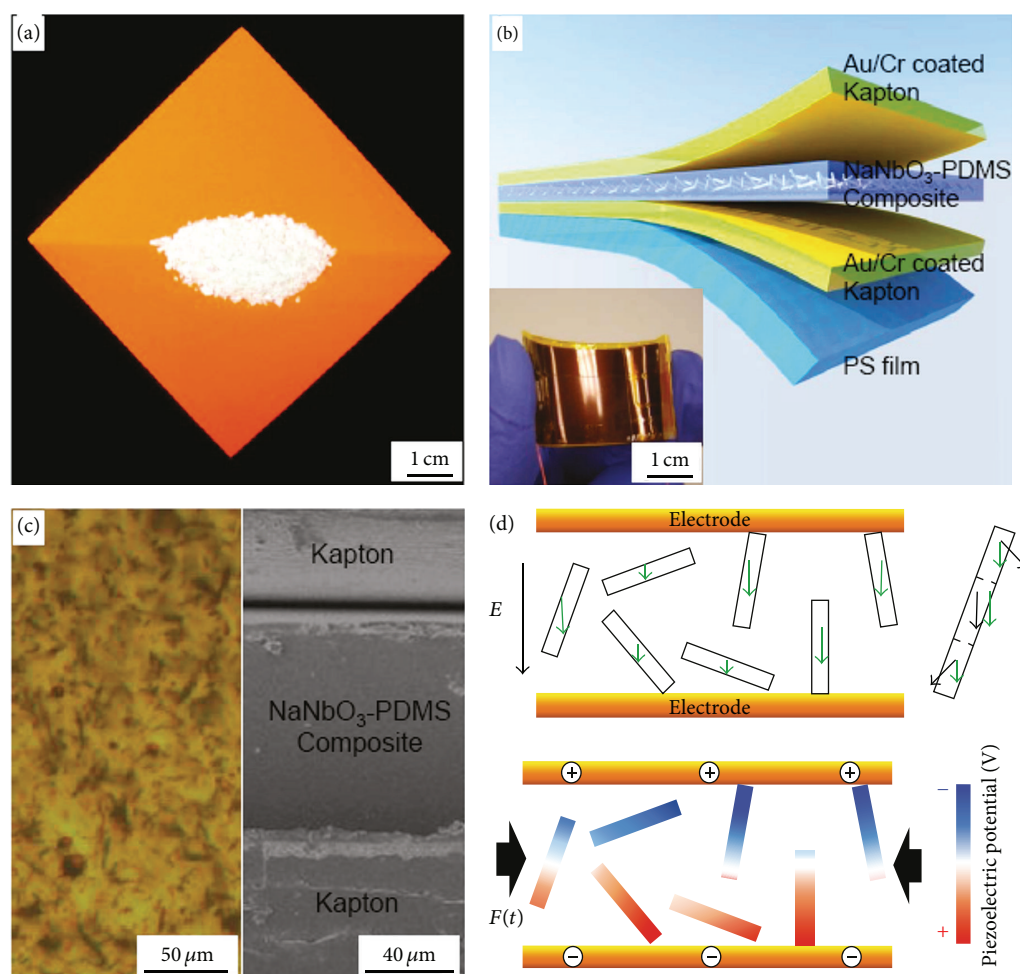 (a)
1 cm
(b)
Au/Cr coated
Kapton
NaNbO₃-PDMS
Composite
Au/Cr coated
Kapton
PS film
1 cm
(c)
50 μm
Kapton
NaNbO₃-PDMS
Composite
Kapton
40 μm
(d)
Electrode
E
Electrode
+ + +
F(t)
− − −
−
+
Piezoelectric potential (V)